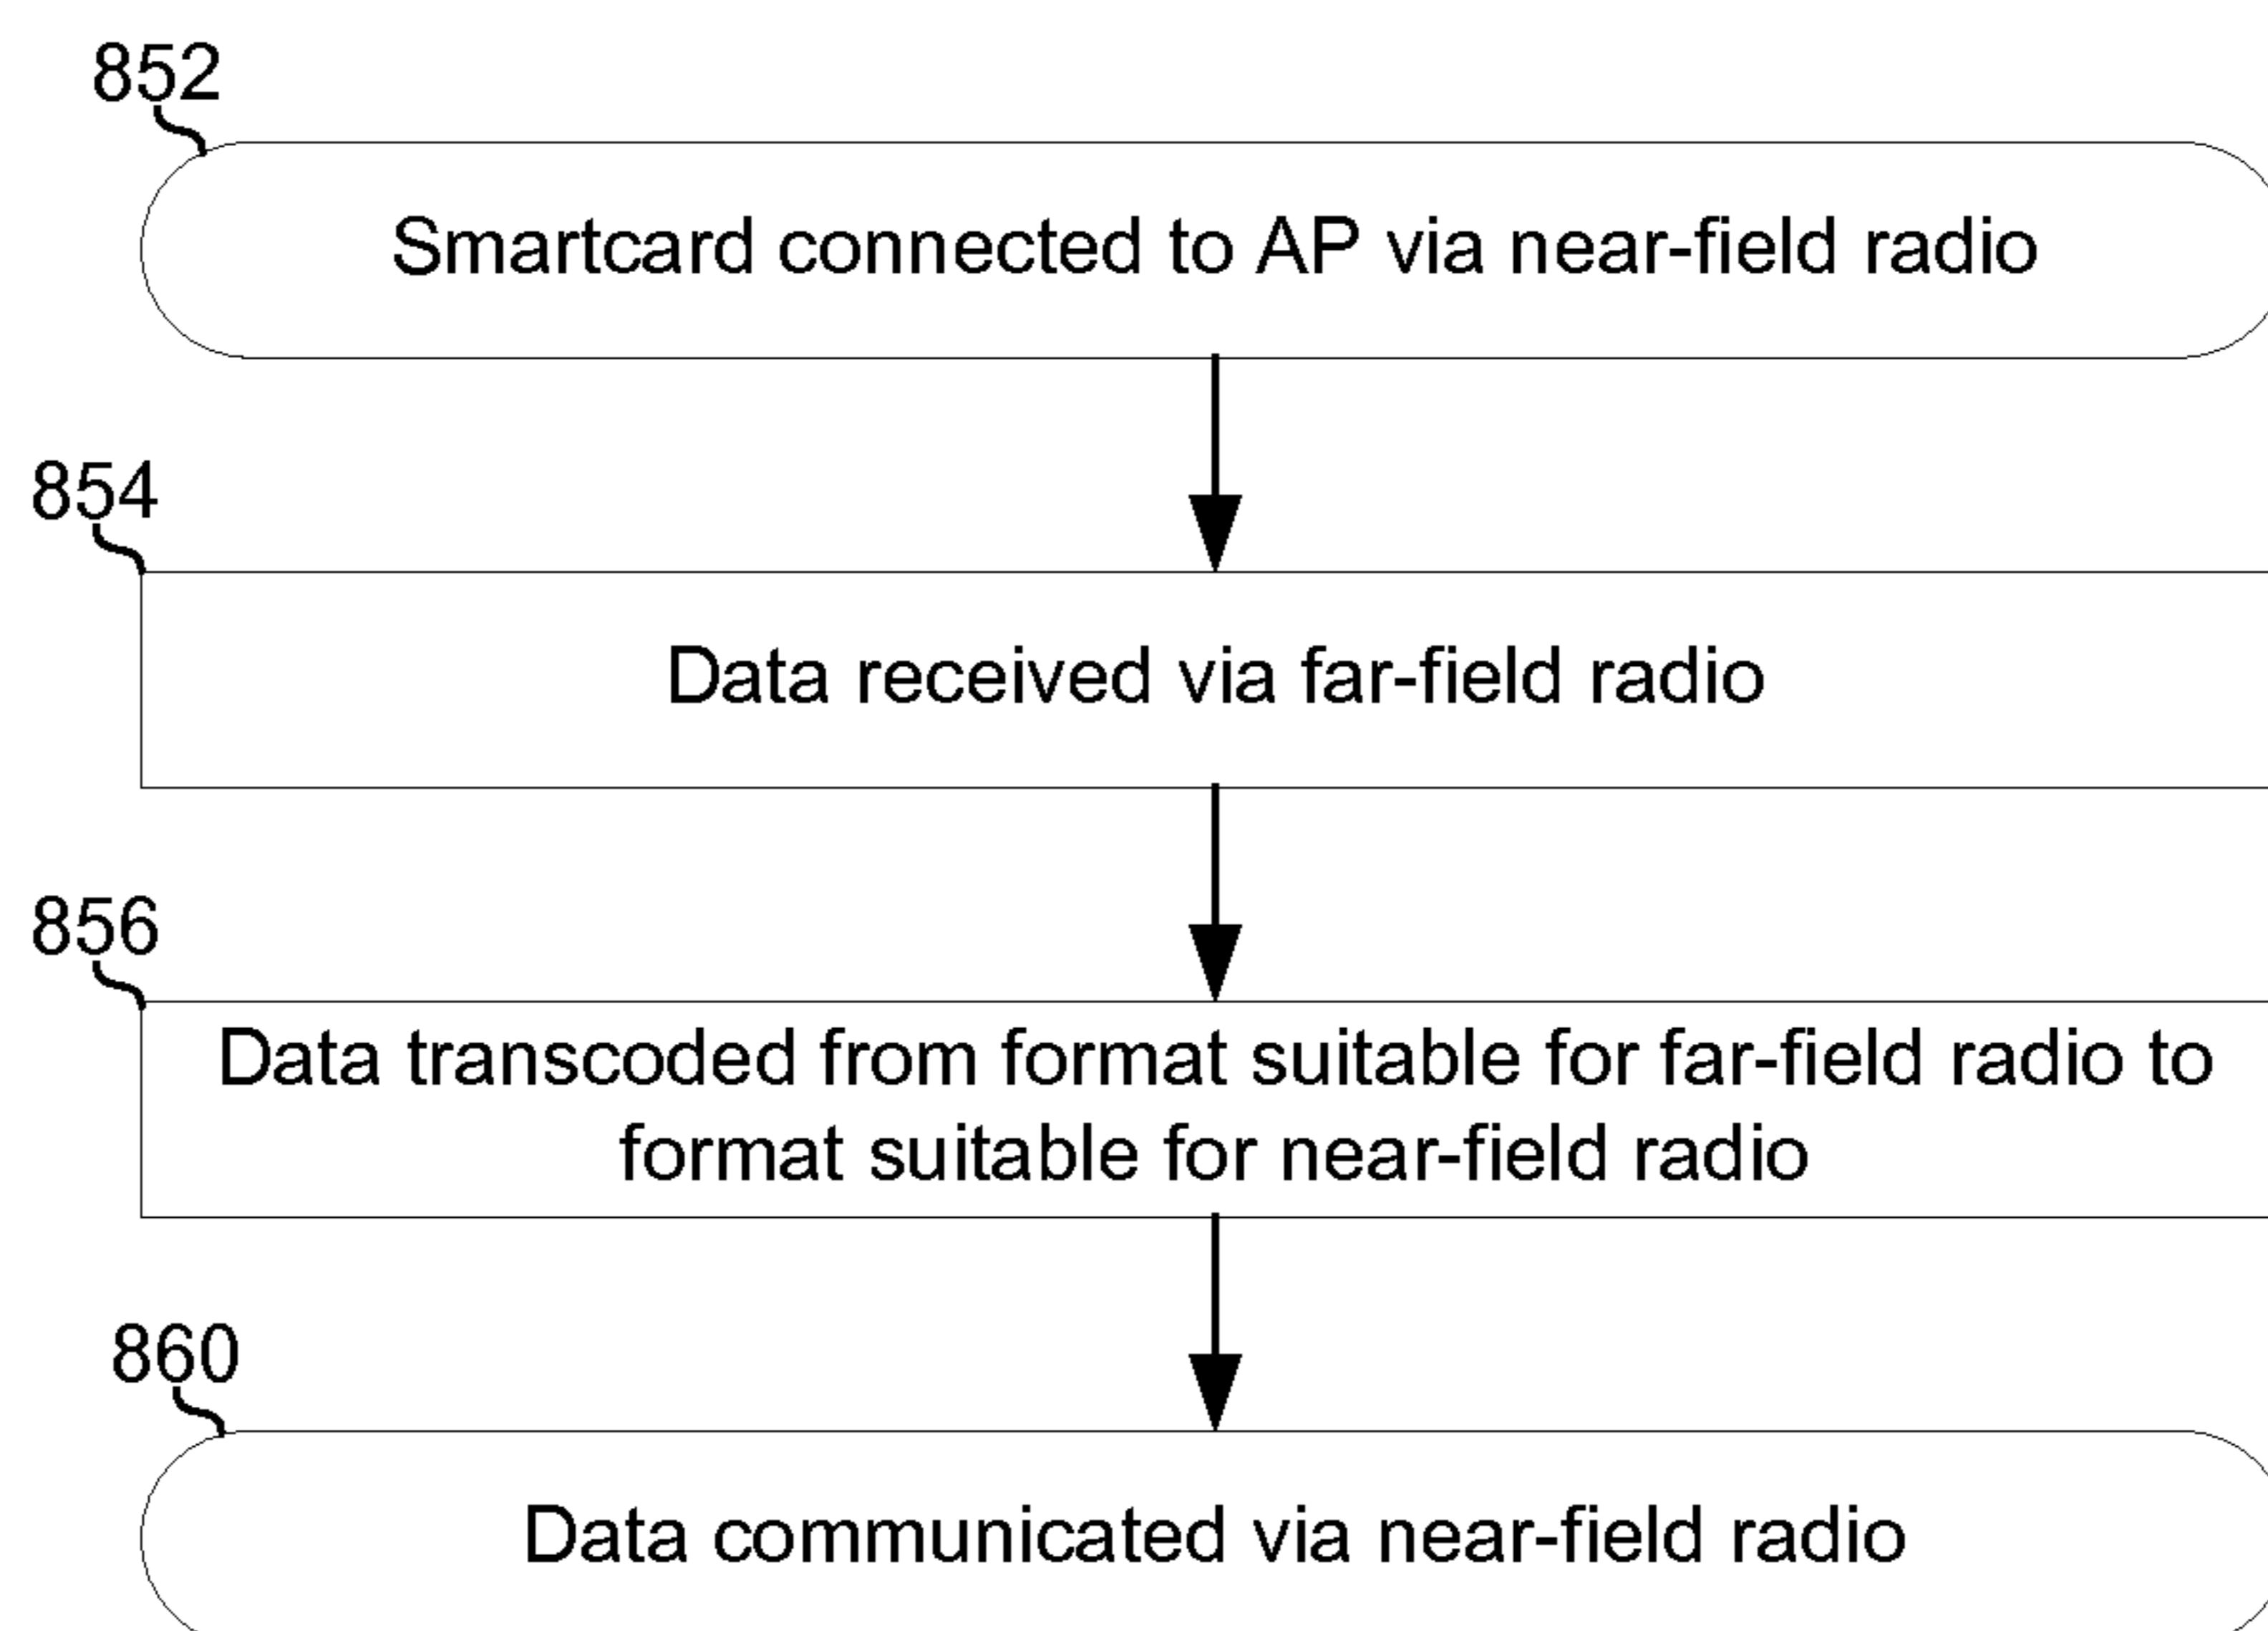 852
Smartcard connected to AP via near-field radio
854
Data received via far-field radio
856
Data transcoded from format suitable for far-field radio to
format suitable for near-field radio
860
Data communicated via near-field radio